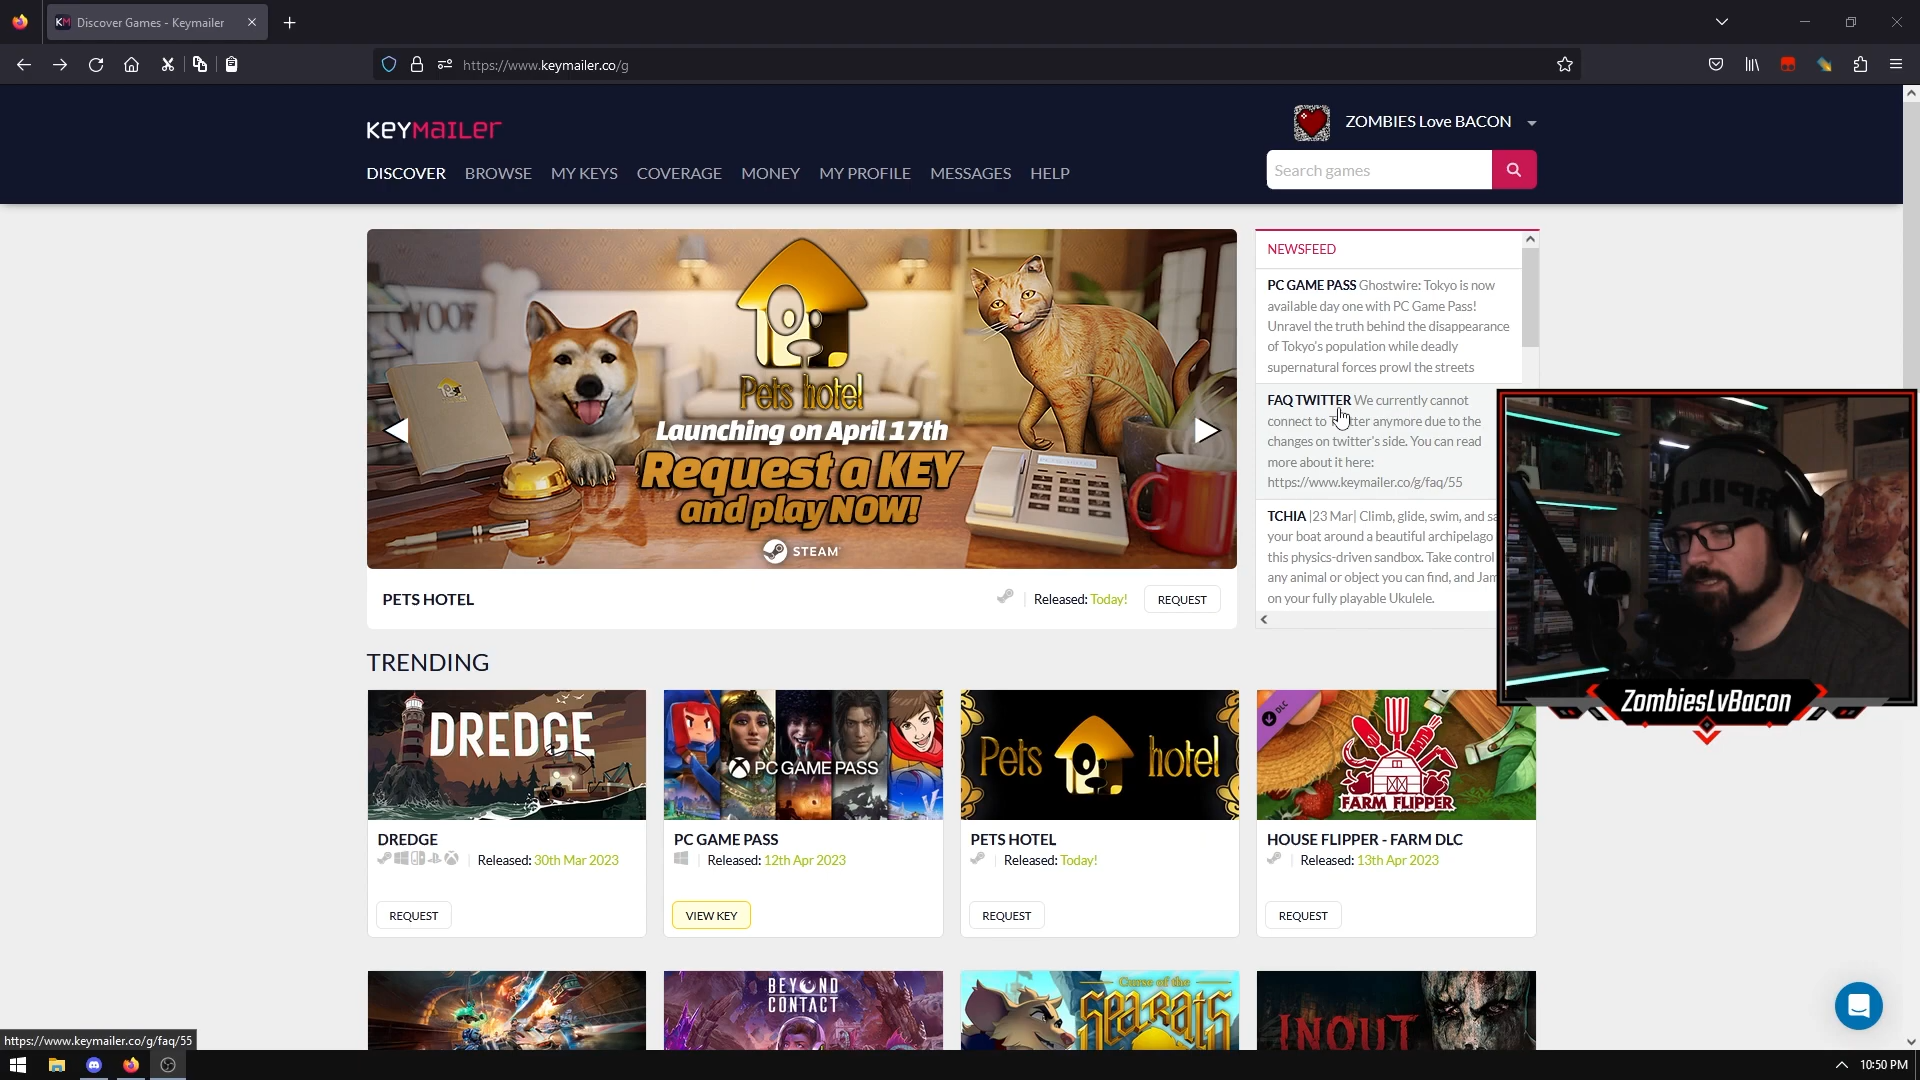 KM Discover Games - Keymailer
https://www.keymailer.co/g
KEYMAILER
ZOMBIES Love BACON
DISCOVER BROWSE MY KEYS COVERAGE MONEY MY PROFILE MESSAGES HELP
Search games
WOOF
Pets hotel
Launching on April 17th
Request a KEY
and play NOW!
STEAM
PETS HOTEL
Released: Today!
REQUEST
NEWSFEED
PC GAME PASS Ghostwire: Tokyo is now
available day one with PC Game Pass!
Unravel the truth behind the disappearance
of Tokyo's population while deadly
supernatural forces prowl the streets
FAQ TWITTER We currently cannot
connect to Twitter anymore due to the
changes on twitter's side. You can read
more about it here:
https://www.keymailer.co/g/faq/55
TCHIA |23 Mar| Climb, glide, swim, and
your boat around a beautiful archipelago
this physics-driven sandbox. Take control
any animal or object you can find, and Jam
on your fully playable Ukulele.
ZombiesLvBacon
TRENDING
DREDGE
PC GAME PASS
Pets hotel
DLC
FARM FLIPPER
DREDGE
Released: 30th Mar 2023
REQUEST
PC GAME PASS
Released: 12th Apr 2023
VIEW KEY
PETS HOTEL
Released: Today!
REQUEST
HOUSE FLIPPER - FARM DLC
Released: 13th Apr 2023
REQUEST
BEYOND
CONTACT
Curse of the
SEA RATS
INOUT
https://www.keymailer.co/g/faq/55
10:50 PM